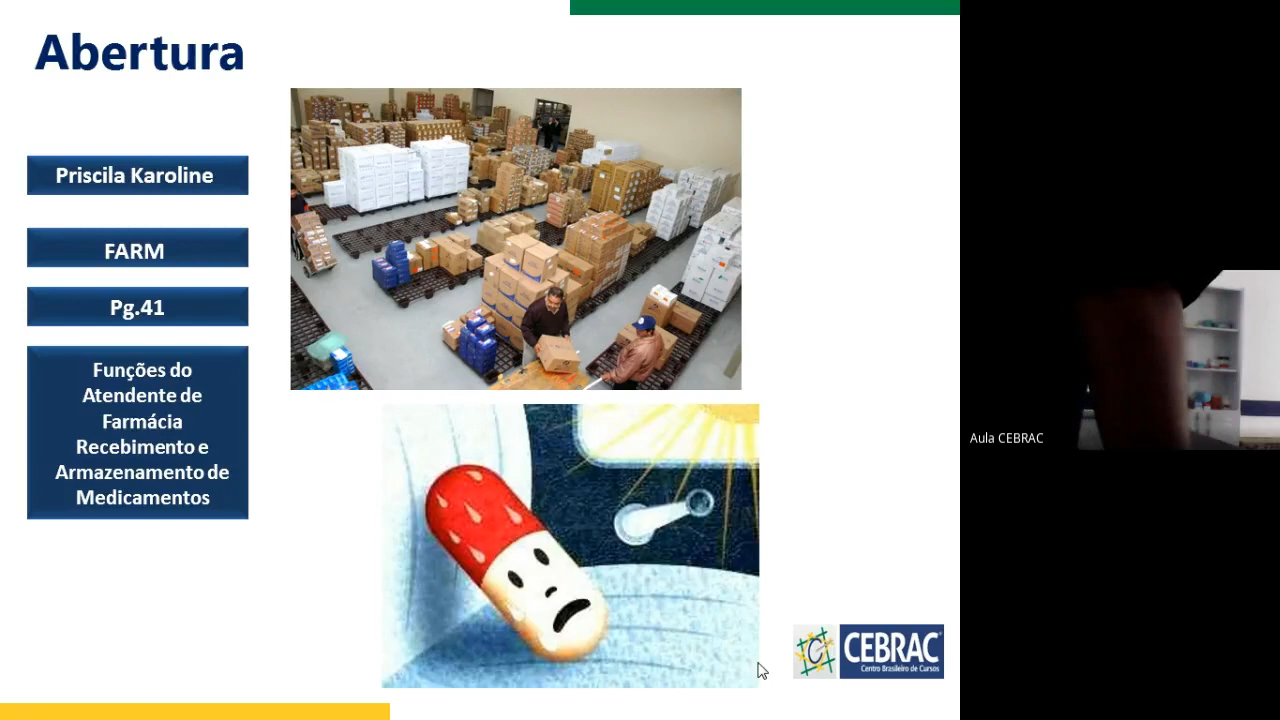 Abertura
Priscila Karoline
FARM
Pg.41
Funções do
Atendente de
Farmácia
Recebimento e
Armazenamento de
Medicamentos
CEBRAC
Centro Brasileiro de Cursos
Aula CEBRAC